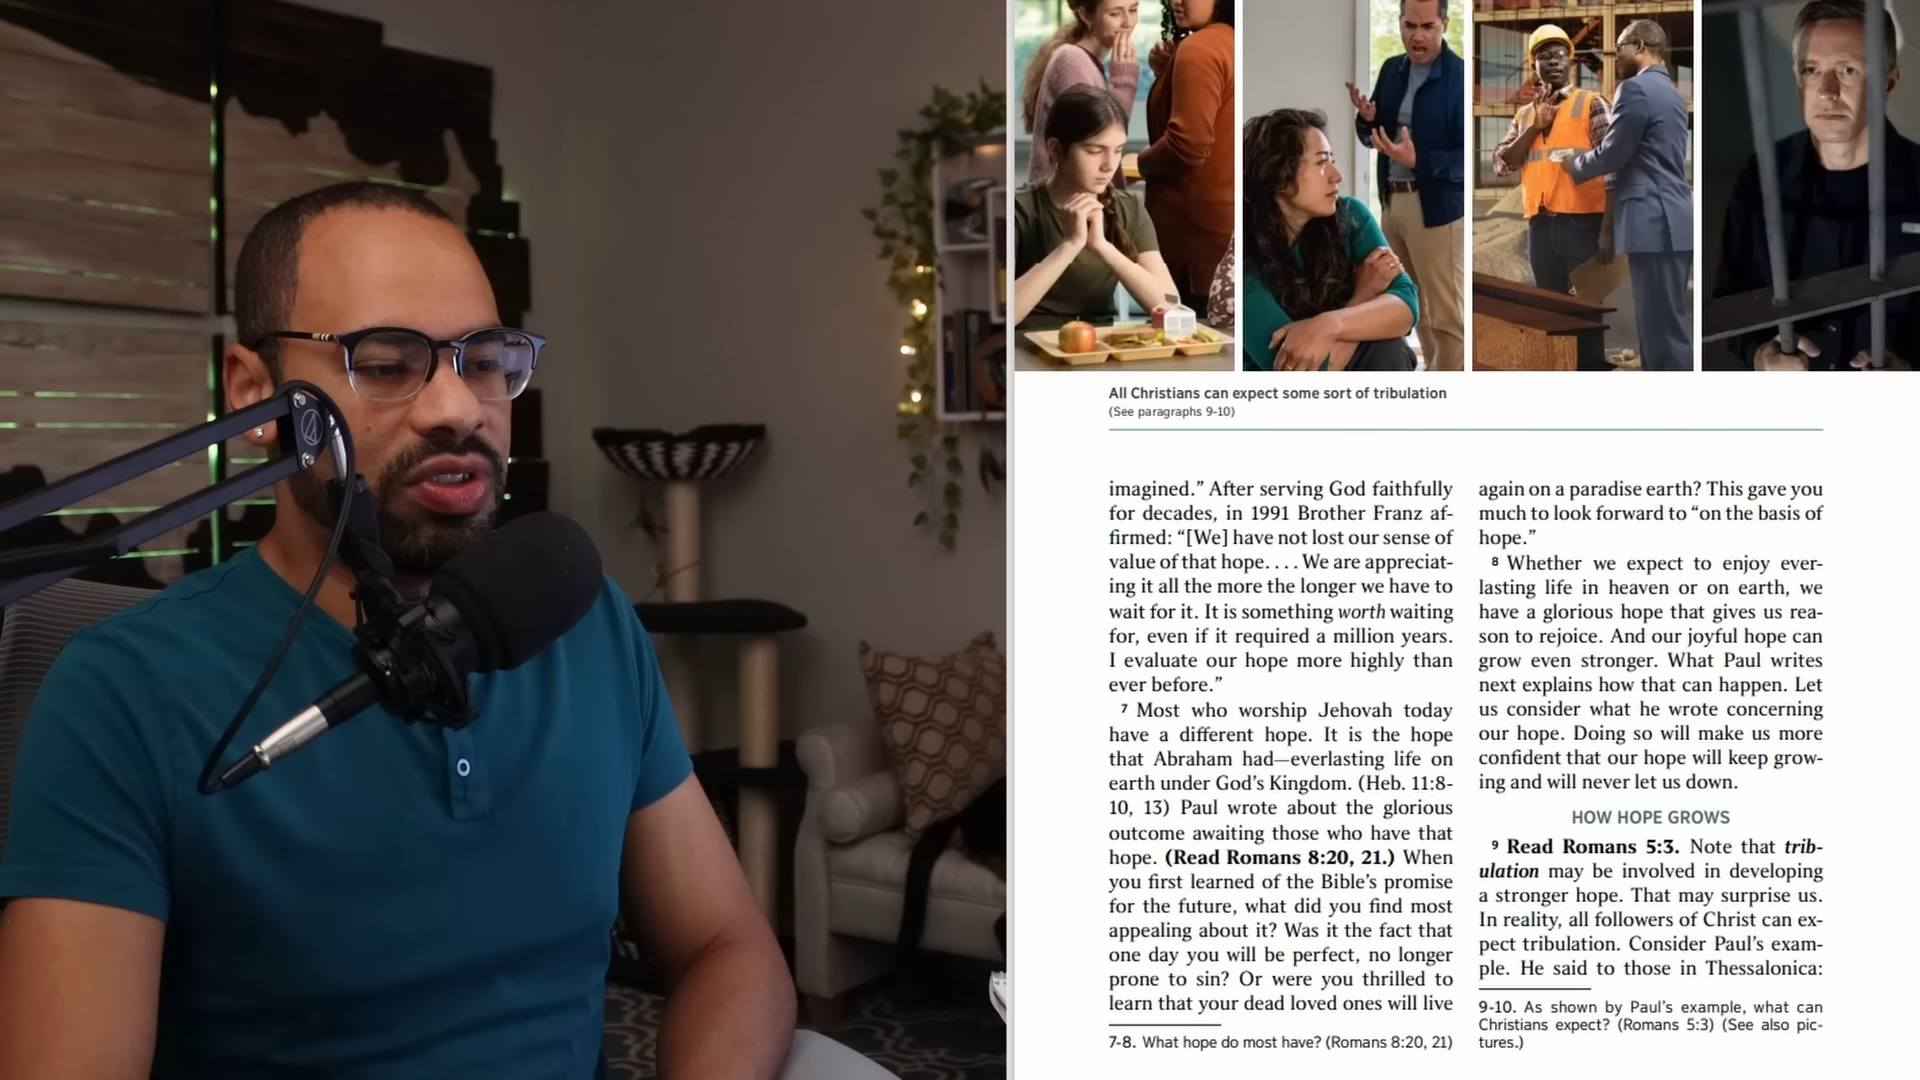 All Christians can expect some sort of tribulation
(See paragraphs 9-10)
imagined.” After serving God faithfully
for decades, in 1991 Brother Franz af-
firmed: “[We] have not lost our sense of
value of that hope. . . . We are appreciat-
ing it all the more the longer we have to
wait for it. It is something worth waiting
for, even if it required a million years.
I evaluate our hope more highly than
ever before.”
7 Most who worship Jehovah today
have a different hope. It is the hope
that Abraham had—everlasting life on
earth under God’s Kingdom. (Heb. 11:8-
10, 13) Paul wrote about the glorious
outcome awaiting those who have that
hope. (Read Romans 8:20, 21.) When
you first learned of the Bible’s promise
for the future, what did you find most
appealing about it? Was it the fact that
one day you will be perfect, no longer
prone to sin? Or were you thrilled to
learn that your dead loved ones will live
7-8. What hope do most have? (Romans 8:20, 21)
again on a paradise earth? This gave you
much to look forward to “on the basis of
hope.”
8 Whether we expect to enjoy ever-
lasting life in heaven or on earth, we
have a glorious hope that gives us rea-
son to rejoice. And our joyful hope can
grow even stronger. What Paul writes
next explains how that can happen. Let
us consider what he wrote concerning
our hope. Doing so will make us more
confident that our hope will keep grow-
ing and will never let us down.
HOW HOPE GROWS
9 Read Romans 5:3. Note that trib-
ulation may be involved in developing
a stronger hope. That may surprise us.
In reality, all followers of Christ can ex-
pect tribulation. Consider Paul’s exam-
ple. He said to those in Thessalonica:
9-10. As shown by Paul’s example, what can
Christians expect? (Romans 5:3) (See also pic-
tures.)